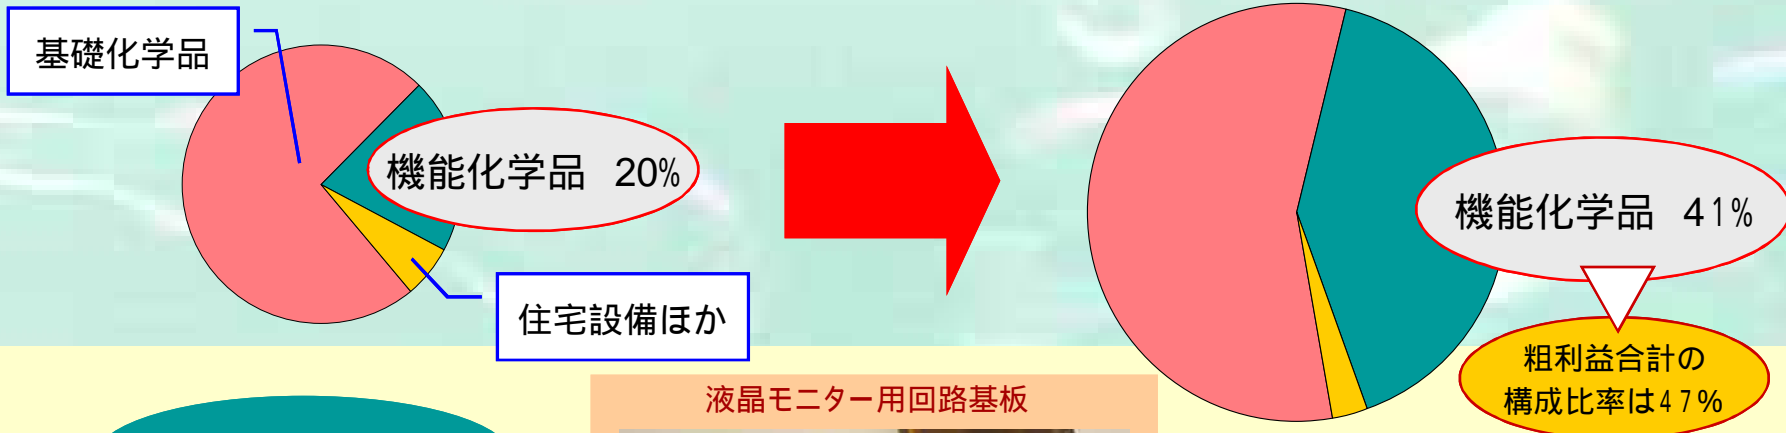 基礎化学品
機能化学品 20%
住宅設備ほか
機能化学品 41%
粗利益合計の
構成比率は47%
液晶モニター用回路基板